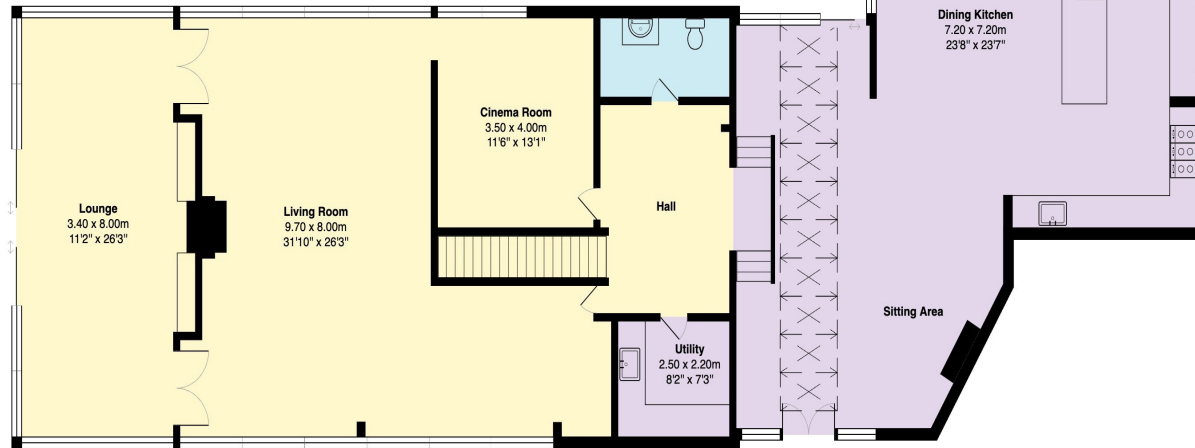 Dining Kitchen
7.20 x 7.20m
23'8" x 23'7"
Cinema Room
3.50 x 4.00m
11'6" x 13'1"
Lounge
3.40 x 8.00m
11'2" x 26'3"
Living Room
9.70 x 8.00m
31'10" x 26'3"
Hall
Sitting Area
Utility
2.50 x 2.20m
8'2" x 7'3"